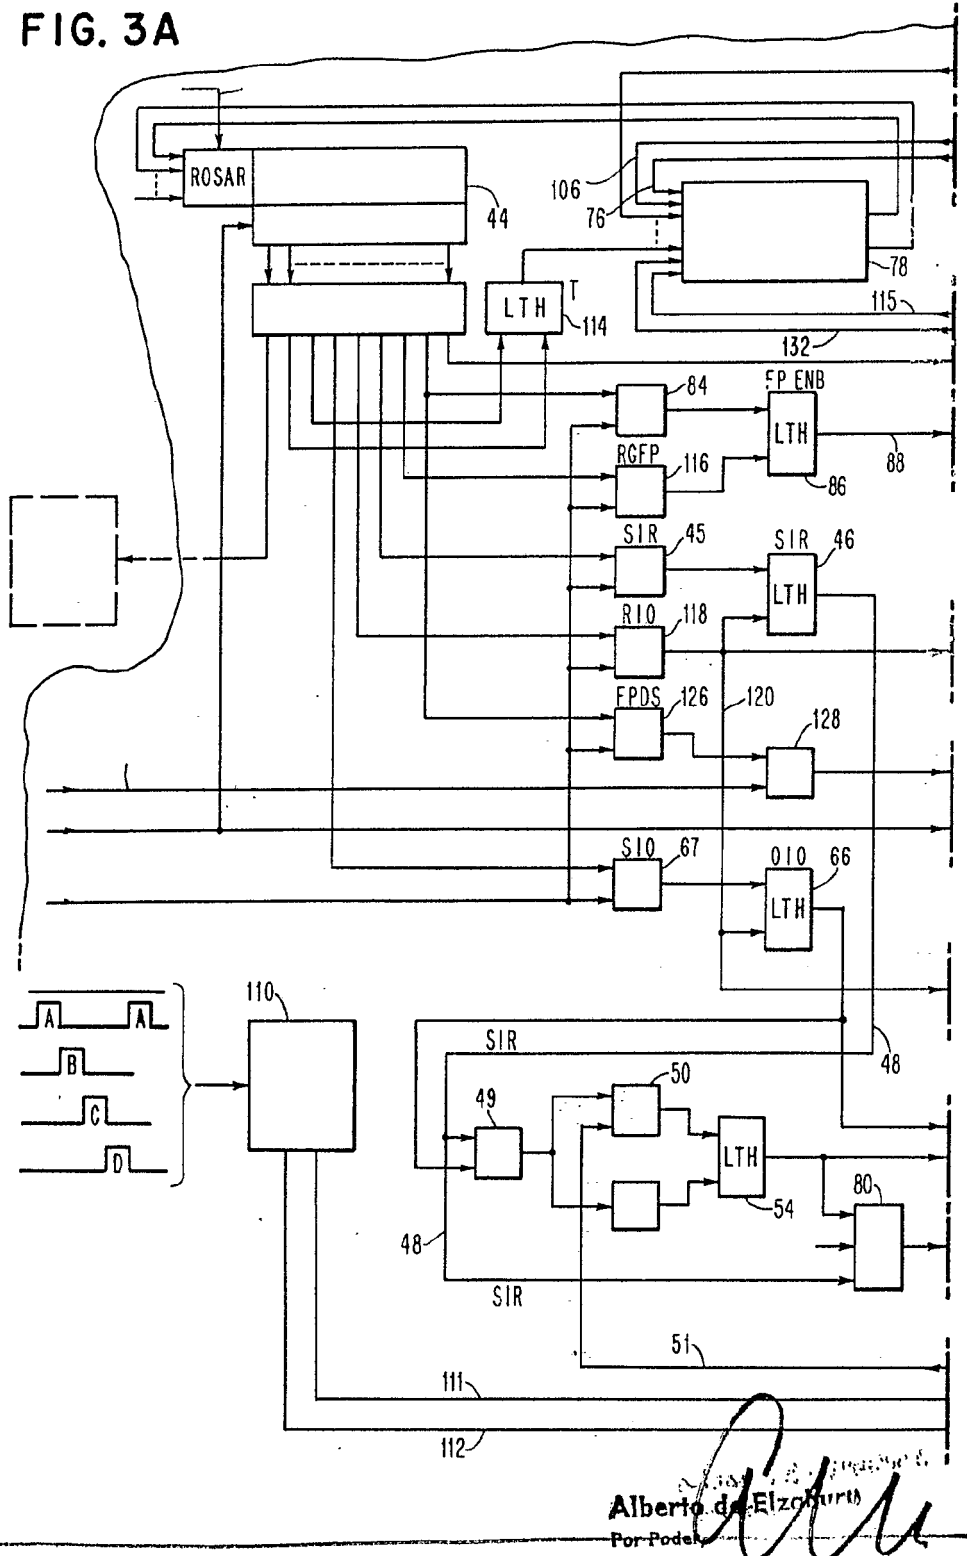 FIG. 3A
ROSAR
44
106
76
78
LTH
T
114
115
132
84
FP ENB
LTH
88
86
RGFP
116
SIR
45
SIR
46
LTH
RIO
118
FPDS
126
120
128
SIO
67
OIO
66
LTH
110
A
A
B
C
D
SIR
48
50
49
LTH
54
80
48
SIR
51
111
112
Alberto de Elzaburu
Por Poder